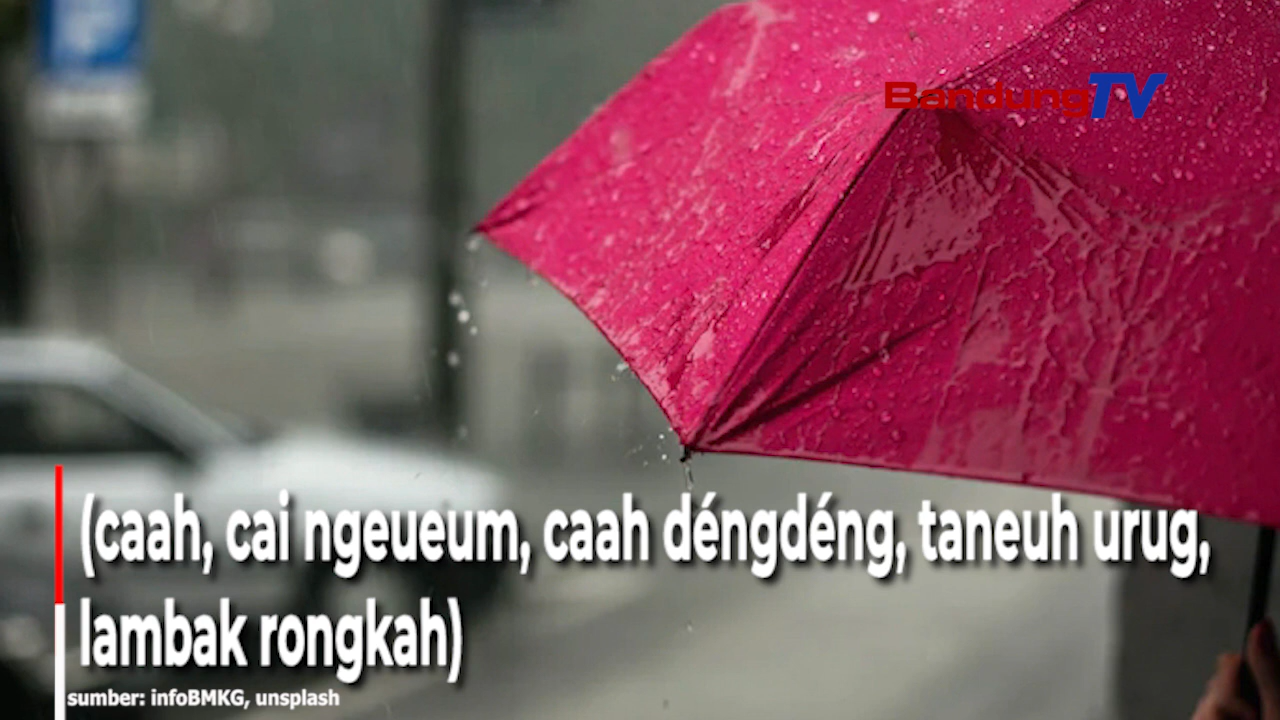 BandungTV
(caah, cai ngeueum, caah déngdéng, taneuh urug,
lambak rongkah)
sumber: infoBMKG, unsplash